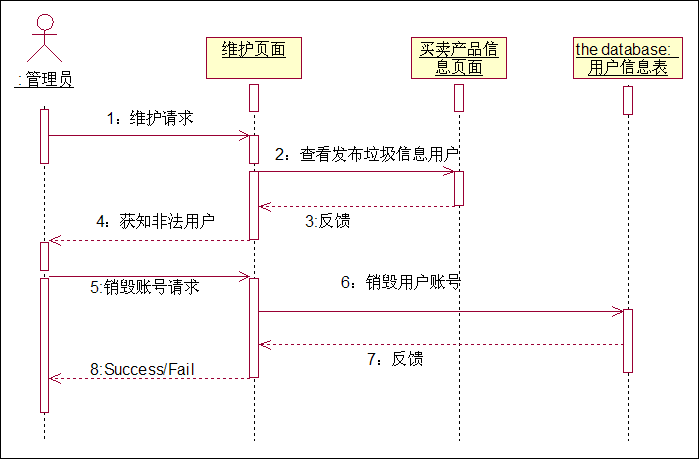 :管理员
维护页面
买卖产品信
息页面
the database:
用户信息表
1：维护请求
2：查看发布垃圾信息用户
3:反馈
4：获知非法用户
5:销毁账号请求
6：销毁用户账号
7：反馈
8:Success/Fail